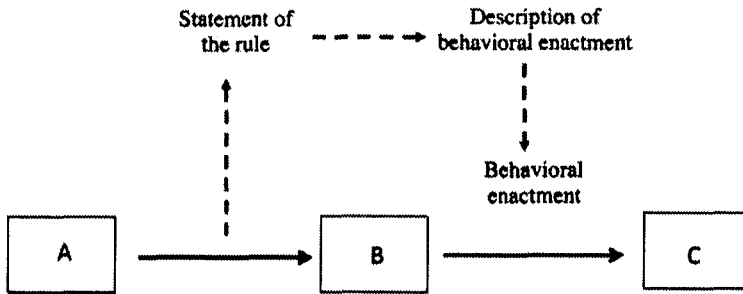 Statement of
the rule
Description of
behavioral enactment
Behavioral
enactment
A
B
C